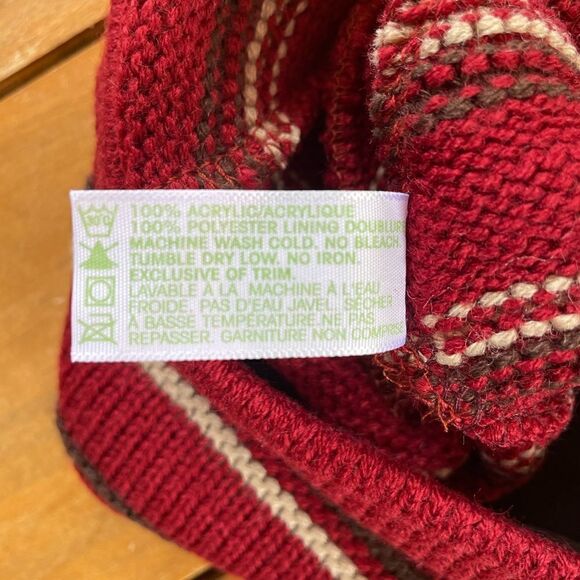 100% ACRYLIC/ACRYLIQUE
100% POLYESTER LINING DOUBLURE
MACHINE WASH COLD. NO BLEACH
TUMBLE DRY LOW. NO IRON.
EXCLUSIVE OF TRIM.
LAVABLE À LA MACHINE À L'EAU
FROIDE. PAS D'EAU JAVEL. SÉCHER
À BASSE TEMPÉRATURE NE PAS
REPASSER. GARNITURE NON COMPRISE